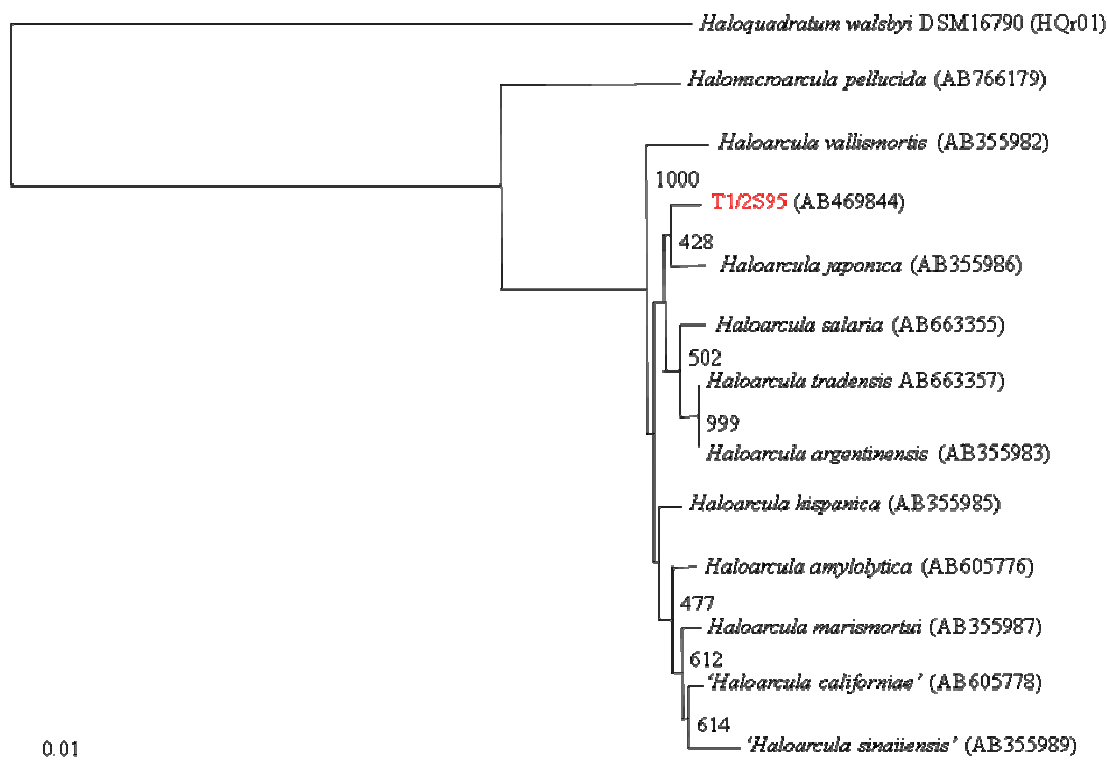 Haloquadratum walsbyi DSM16790 (HQr01)
Halomicroarcula pellucida (AB766179)
Haloarcula vallismortis (AB355982)
1000
T1/2S95 (AB469844)
428
Haloarcula japonica (AB355986)
Haloarcula salaria (AB663355)
502
Haloarcula tradensis AB663357)
999
Haloarcula argentinensis (AB355983)
Haloarcula hispanica (AB355985)
Haloarcula amylolytica (AB605776)
477
Haloarcula marismortui (AB355987)
612
‘Haloarcula californiae’ (AB605778)
614
‘Haloarcula sinaiiensis’ (AB355989)
0.01